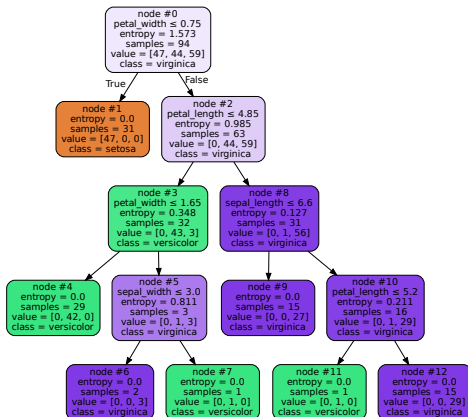 node #0
petal_width ≤ 0.75
entropy = 1.573
samples = 94
value = [47, 44, 59]
class = virginica
True
False
node #1
entropy = 0.0
samples = 31
value = [47, 0, 0]
class = setosa
node #2
petal_length ≤ 4.85
entropy = 0.985
samples = 63
value = [0, 44, 59]
class = virginica
node #3
petal_width ≤ 1.65
entropy = 0.348
samples = 32
value = [0, 43, 3]
class = versicolor
node #8
sepal_length ≤ 6.6
entropy = 0.127
samples = 31
value = [0, 1, 56]
class = virginica
node #4
entropy = 0.0
samples = 29
value = [0, 42, 0]
class = versicolor
node #5
sepal_width ≤ 3.0
entropy = 0.811
samples = 3
value = [0, 1, 3]
class = virginica
node #9
entropy = 0.0
samples = 15
value = [0, 0, 27]
class = virginica
node #10
petal_length ≤ 5.2
entropy = 0.211
samples = 16
value = [0, 1, 29]
class = virginica
node #6
entropy = 0.0
samples = 2
value = [0, 0, 3]
class = virginica
node #7
entropy = 0.0
samples = 1
value = [0, 1, 0]
class = versicolor
node #11
entropy = 0.0
samples = 1
value = [0, 1, 0]
class = versicolor
node #12
entropy = 0.0
samples = 15
value = [0, 0, 29]
class = virginica